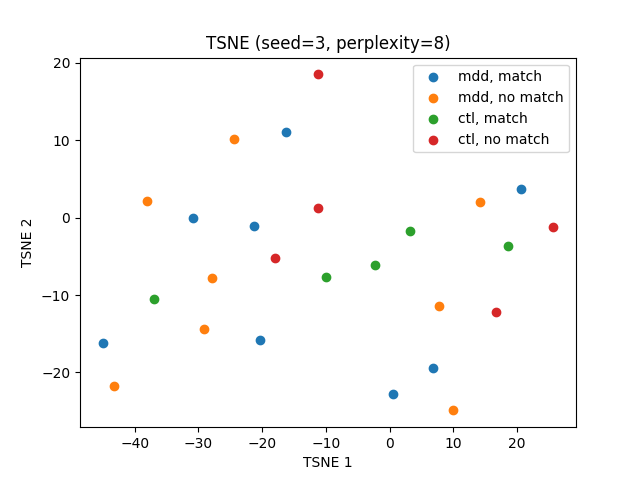 TSNE (seed=3, perplexity=8)
mdd, match
mdd, no match
ctl, match
ctl, no match
20
10
0
−10
−20
TSNE 2
−40
−30
−20
−10
0
10
20
TSNE 1